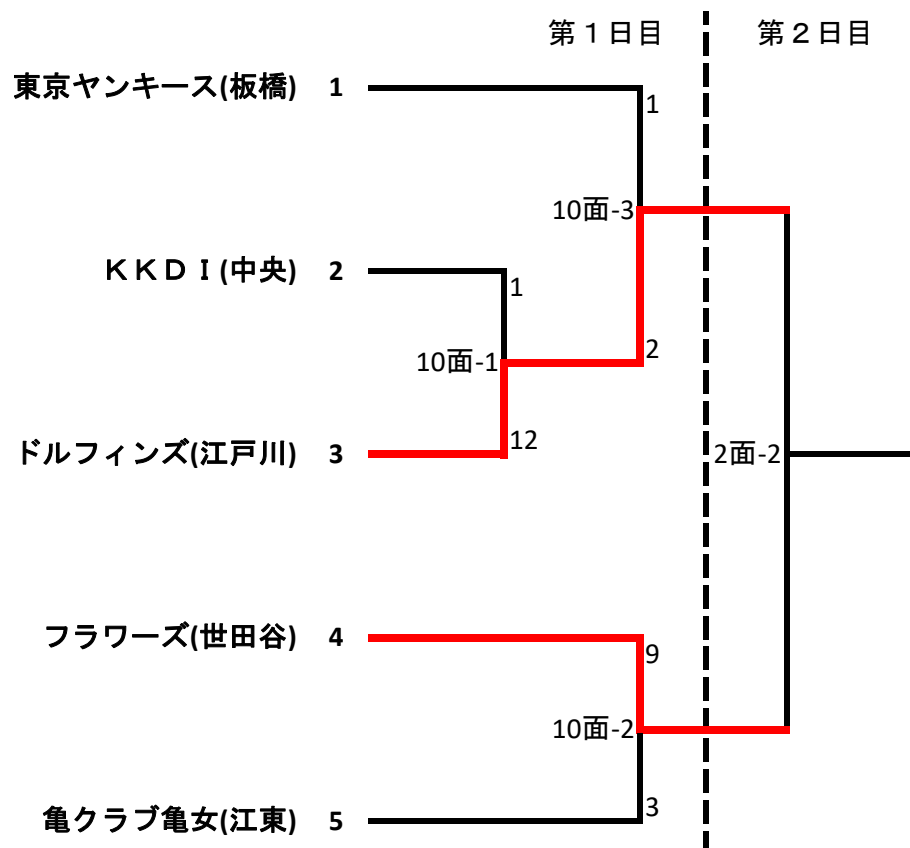 第１日目
第２日目
東京ヤンキース(板橋) 1
1
10面-3
ＫＫＤＩ(中央) 2
1
2
10面-1
ドルフィンズ(江戸川) 3
12
2面-2
フラワーズ(世田谷) 4
9
10面-2
亀クラブ亀女(江東) 5
3